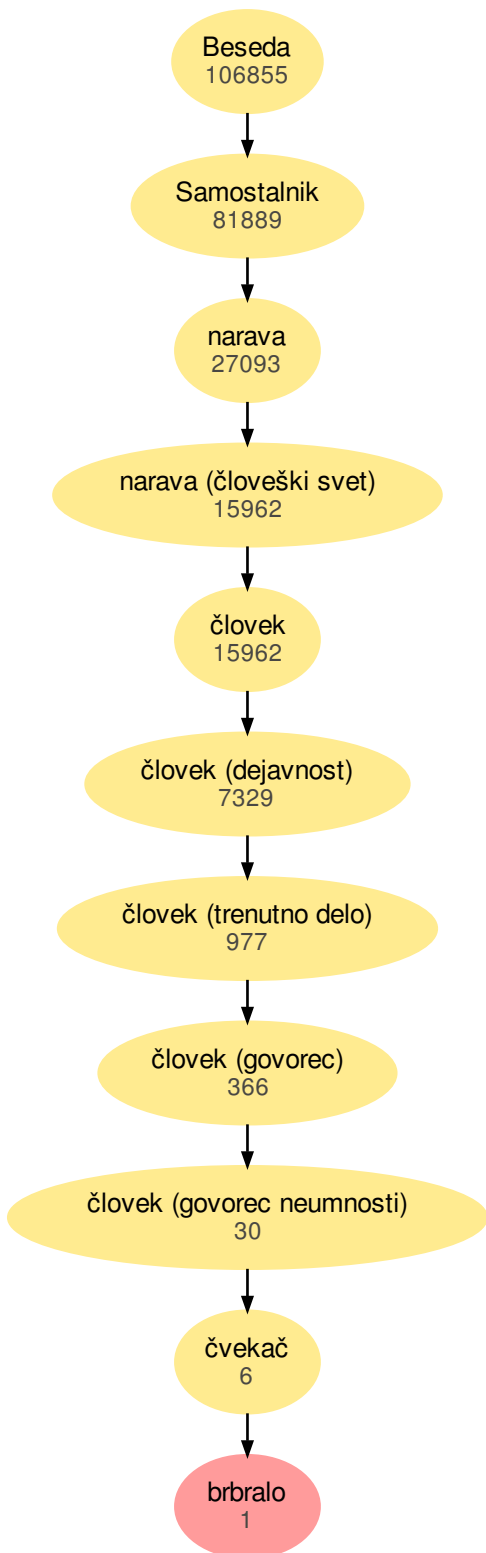 Beseda
106855
Samostalnik
81889
narava
27093
narava (človeški svet)
15962
človek
15962
človek (dejavnost)
7329
človek (trenutno delo)
977
človek (govorec)
366
človek (govorec neumnosti)
30
čvekač
6
brbralo
1